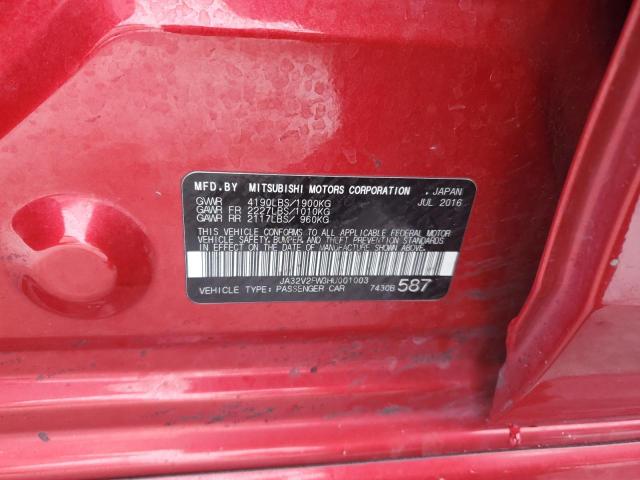 MFD.BY MITSUBISHI MOTORS CORPORATION . JAPAN
GVWR 4190LBS/1900KG JUL 2016
GAWR FR 2227LBS/1010KG
GAWR RR 2117LBS/ 960KG
THIS VEHICLE CONFORMS TO ALL APPLICABLE FEDERAL MOTOR
VEHICLE SAFETY, BUMPER, AND THEFT PREVENTION STANDARDS
IN EFFECT ON THE DATE OF MANUFACTURE SHOWN ABOVE.
JA32V2FW3HU001003
VEHICLE TYPE: PASSENGER CAR 7430B 587